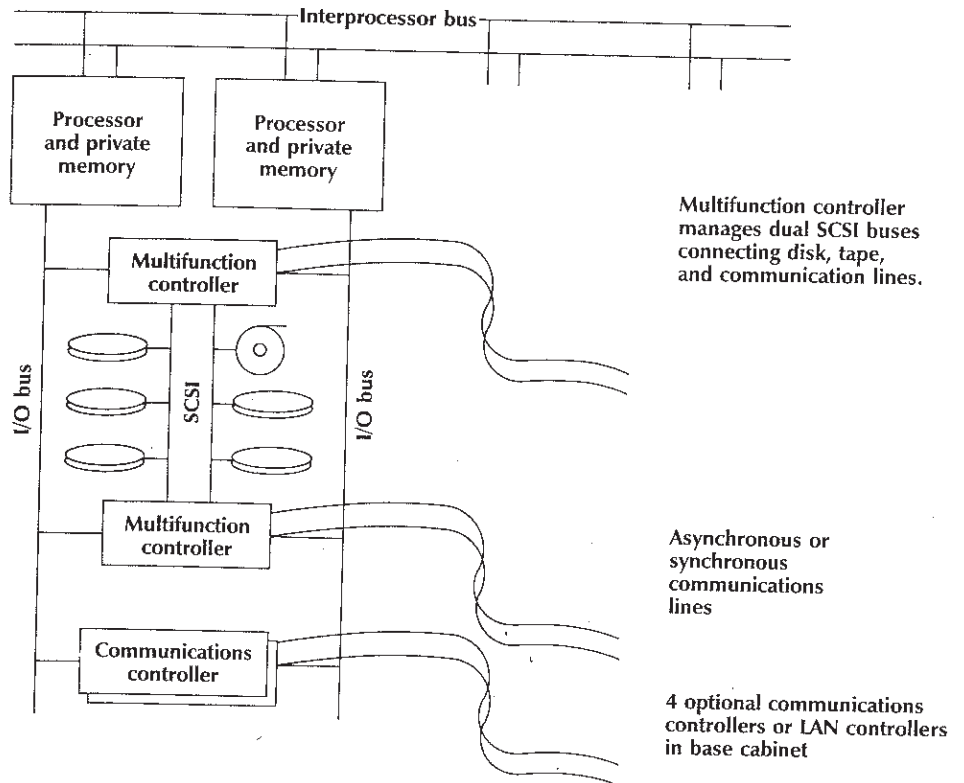 Interprocessor bus
Processor
and private
memory
Processor
and private
memory
Multifunction controller
manages dual SCSI buses
connecting disk, tape,
and communication lines.
Multifunction
controller
I/O bus
SCSI
I/O bus
Multifunction
controller
Asynchronous or
synchronous
communications
lines
Communications
controller
4 optional communications
controllers or LAN controllers
in base cabinet